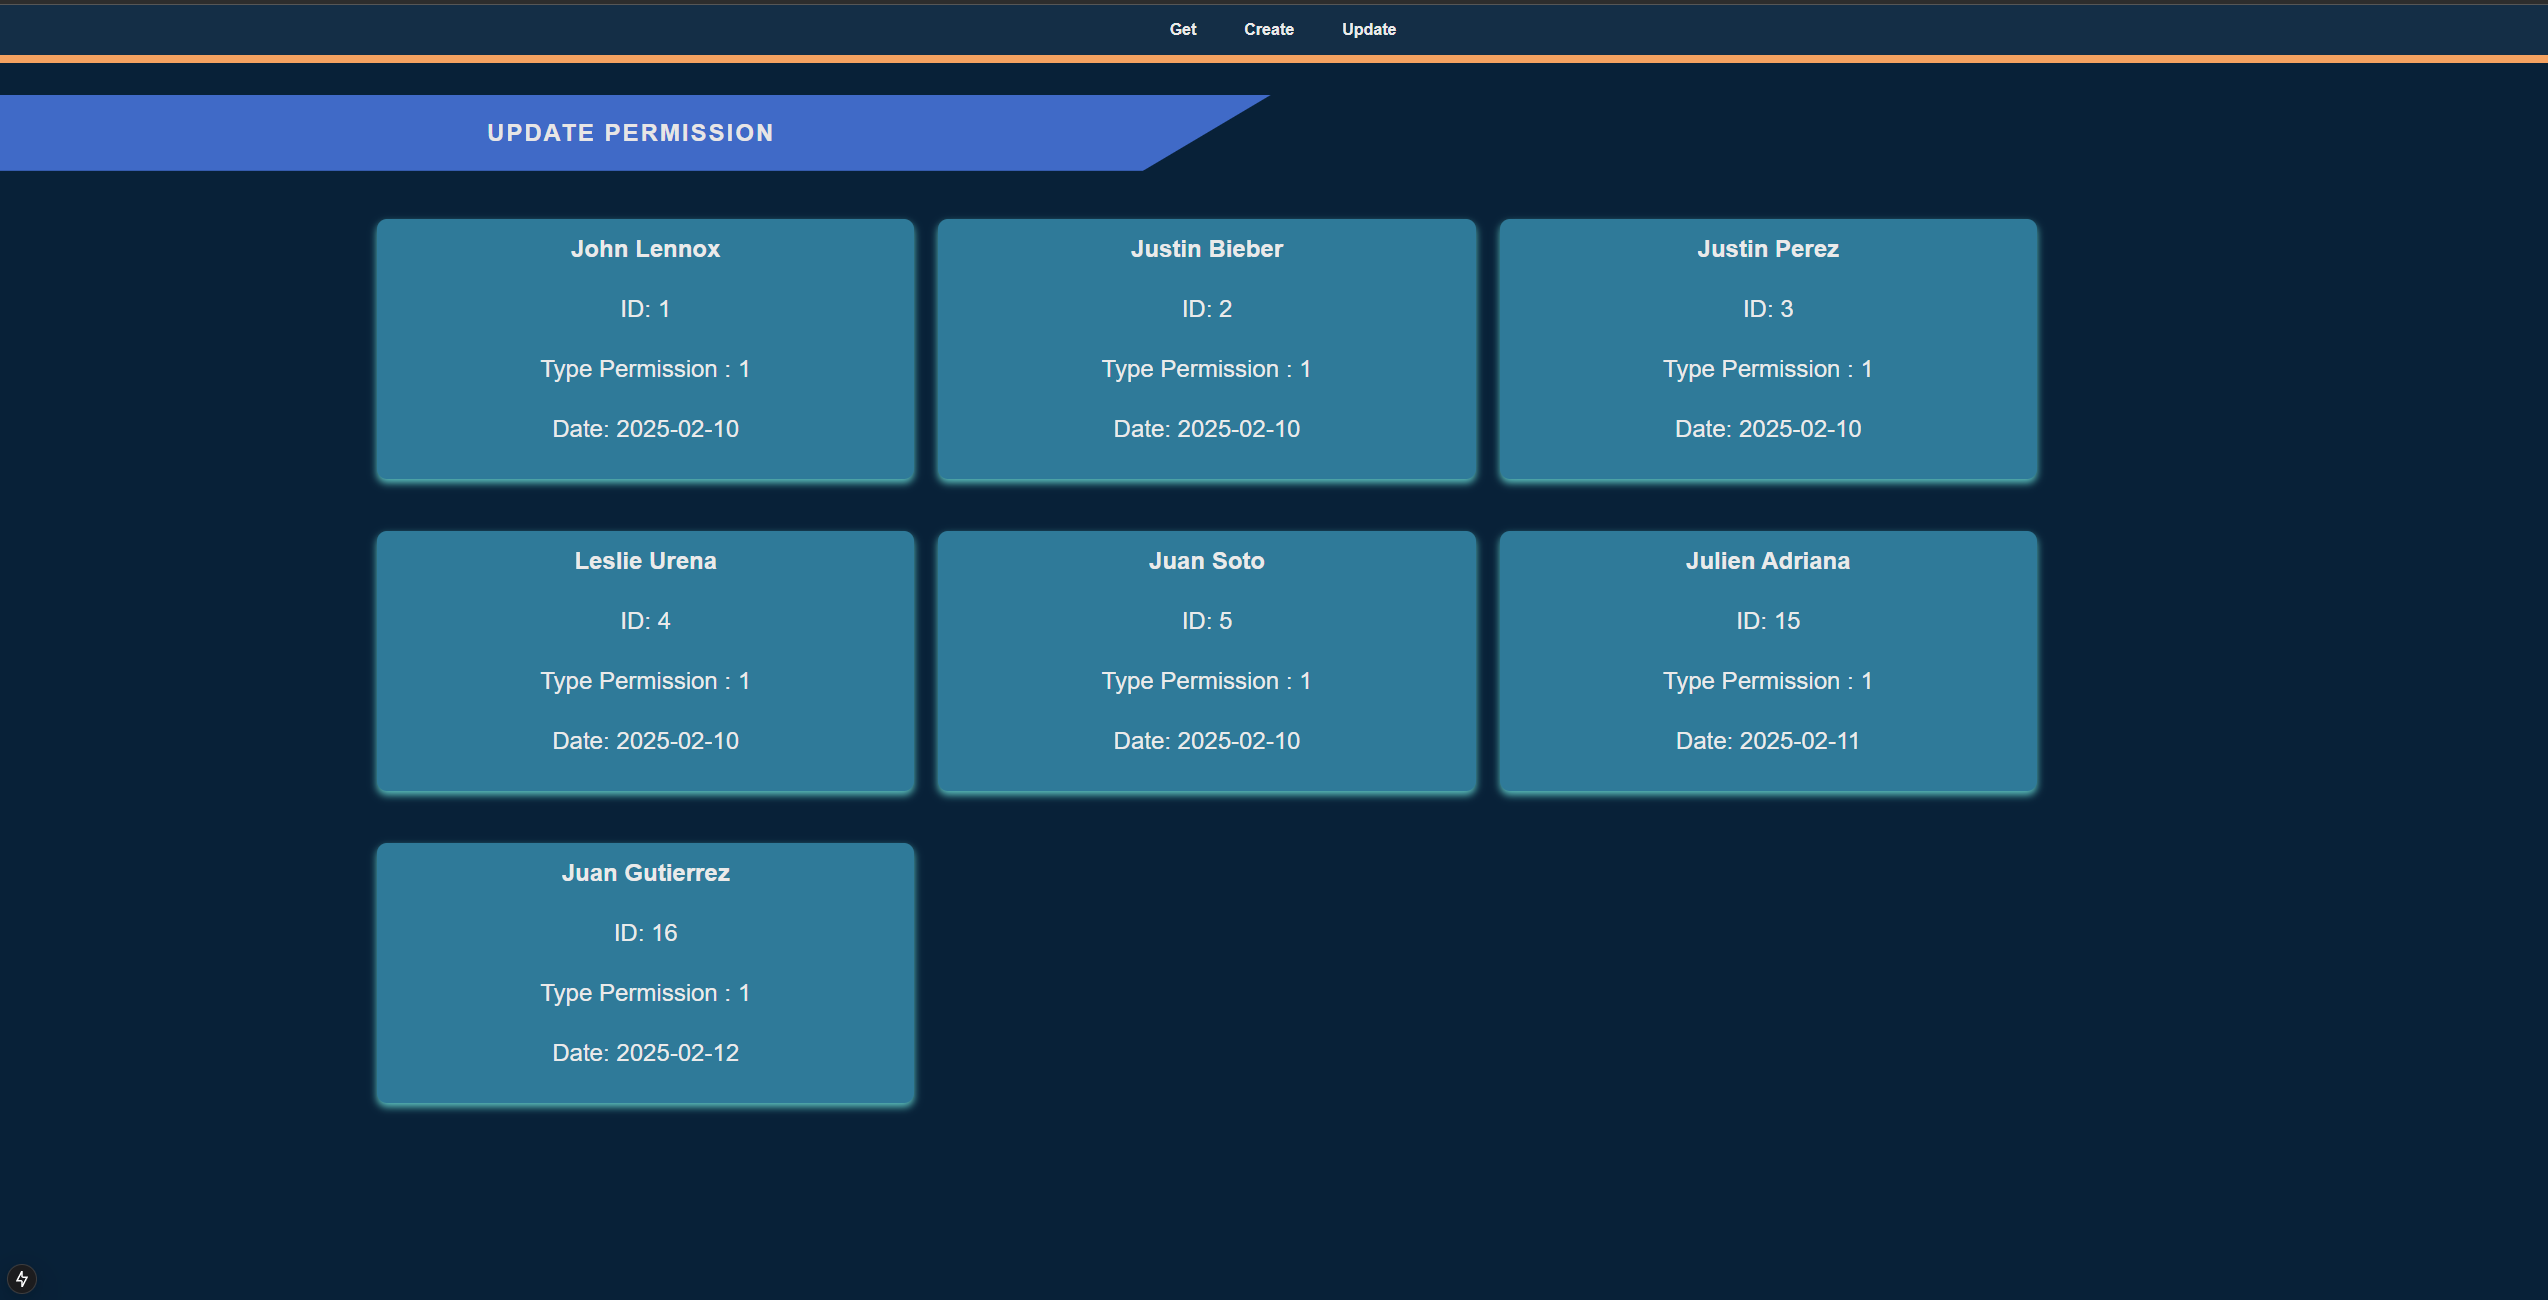 Get Create Update
UPDATE PERMISSION
John Lennox
ID: 1
Type Permission : 1
Date: 2025-02-10
Justin Bieber
ID: 2
Type Permission : 1
Date: 2025-02-10
Justin Perez
ID: 3
Type Permission : 1
Date: 2025-02-10
Leslie Urena
ID: 4
Type Permission : 1
Date: 2025-02-10
Juan Soto
ID: 5
Type Permission : 1
Date: 2025-02-10
Julien Adriana
ID: 15
Type Permission : 1
Date: 2025-02-11
Juan Gutierrez
ID: 16
Type Permission : 1
Date: 2025-02-12